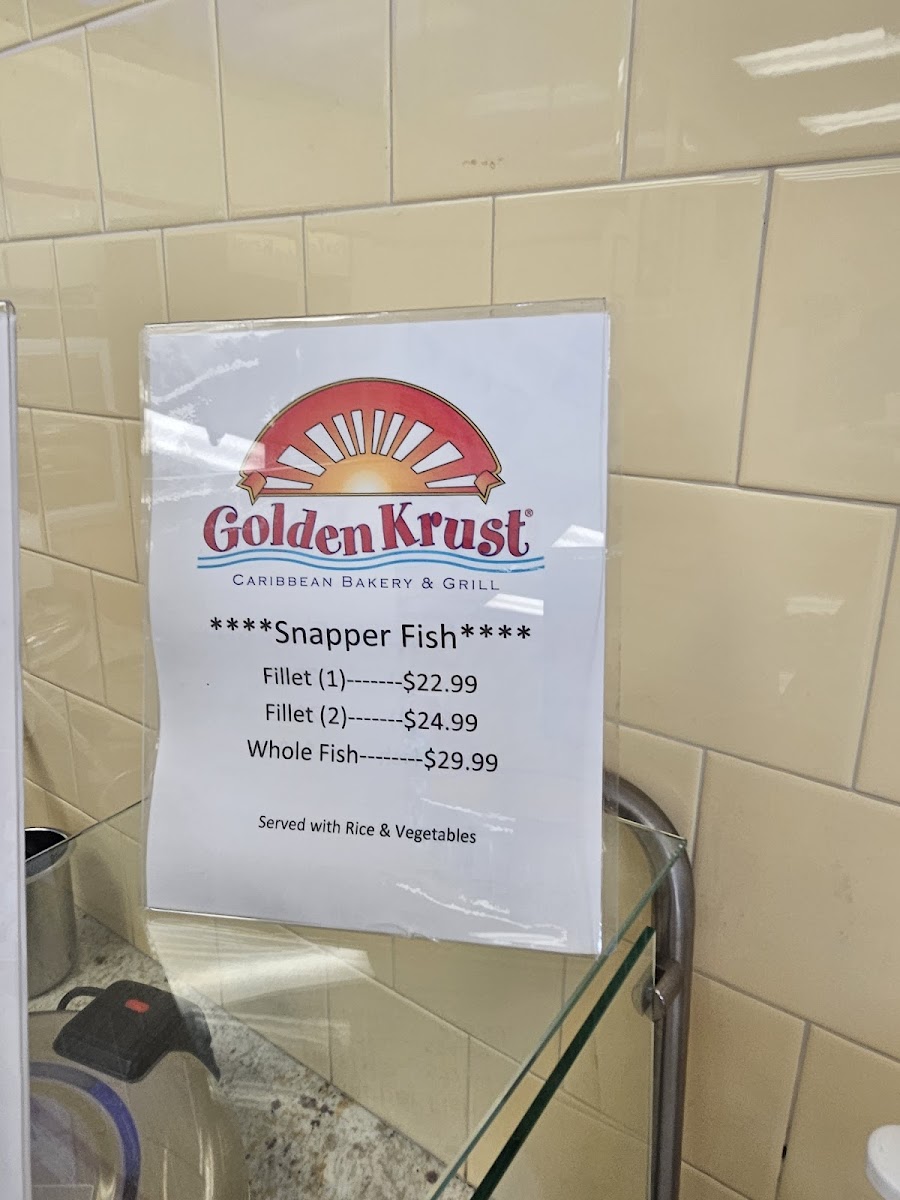 Golden Krust®
Caribbean Bakery & Grill
****Snapper Fish****
Fillet (1)-------$22.99
Fillet (2)-------$24.99
Whole Fish--------$29.99
Served with Rice & Vegetables